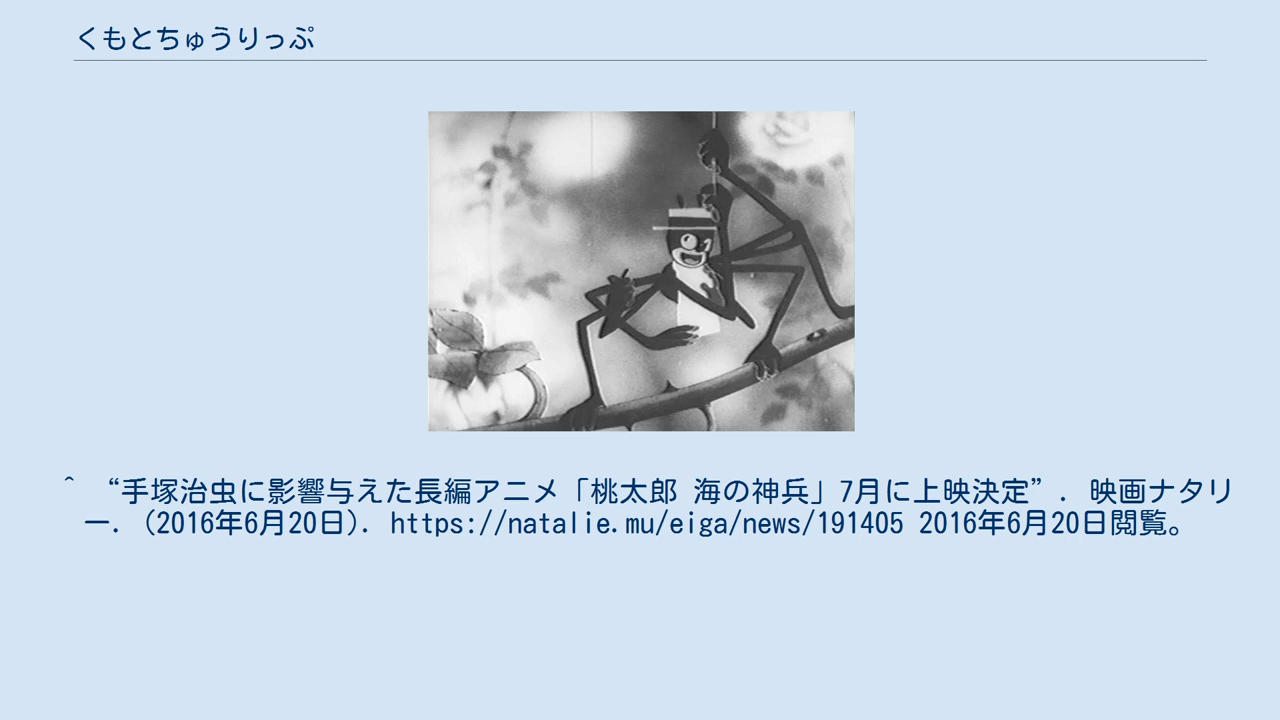 くもとちゅうりっぷ
^ “手塚治虫に影響与えた長編アニメ「桃太郎 海の神兵」7月に上映決定”. 映画ナタリ
ー. (2016年6月20日). https://natalie.mu/eiga/news/191405 2016年6月20日閲覧。